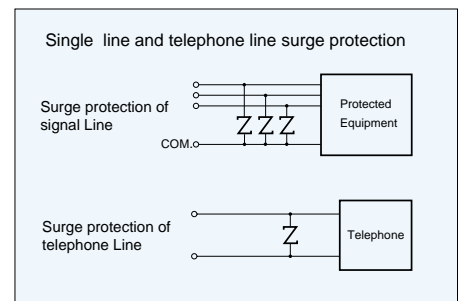 Single line and telephone line surge protection
Surge protection of
signal Line
COM.
Protected
Equipment
Surge protection of
telephone Line
Telephone